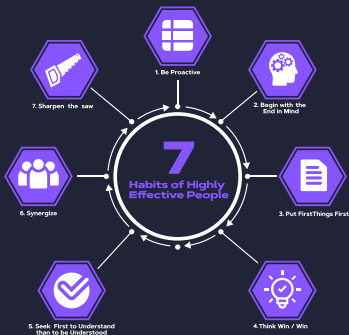 1. Be Proactive
2. Begin with the
End in Mind
3. Put FirstThings First
4.Think Win / Win
5. Seek First to Understand
than to be Understood
6. Synergize
7. Sharpen the saw
7
Habits of Highly
Effective People